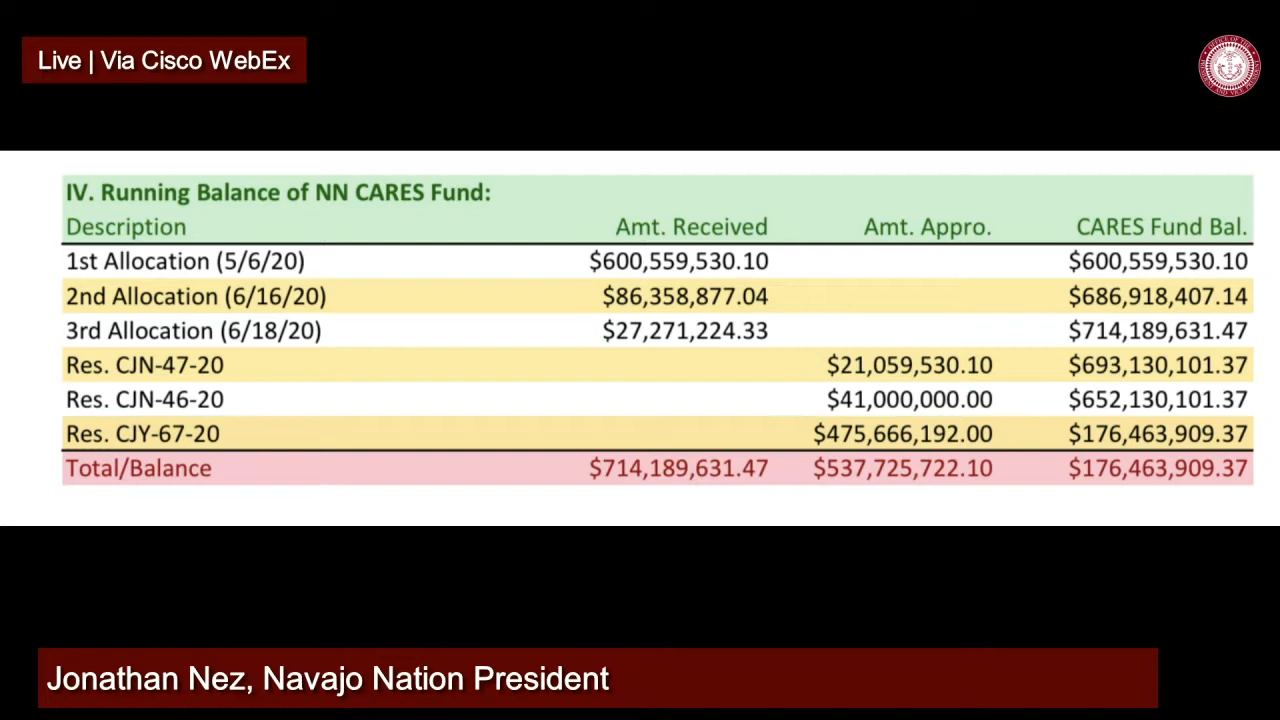 Live | Via Cisco WebEx
IV. Running Balance of NN CARES Fund:
Description Amt. Received Amt. Appro. CARES Fund Bal.
1st Allocation (5/6/20) $600,559,530.10 $600,559,530.10
2nd Allocation (6/16/20) $86,358,877.04 $686,918,407.14
3rd Allocation (6/18/20) $27,271,224.33 $714,189,631.47
Res. CJN-47-20 $21,059,530.10 $693,130,101.37
Res. CJN-46-20 $41,000,000.00 $652,130,101.37
Res. CJY-67-20 $475,666,192.00 $176,463,909.37
Total/Balance $714,189,631.47 $537,725,722.10 $176,463,909.37
Jonathan Nez, Navajo Nation President